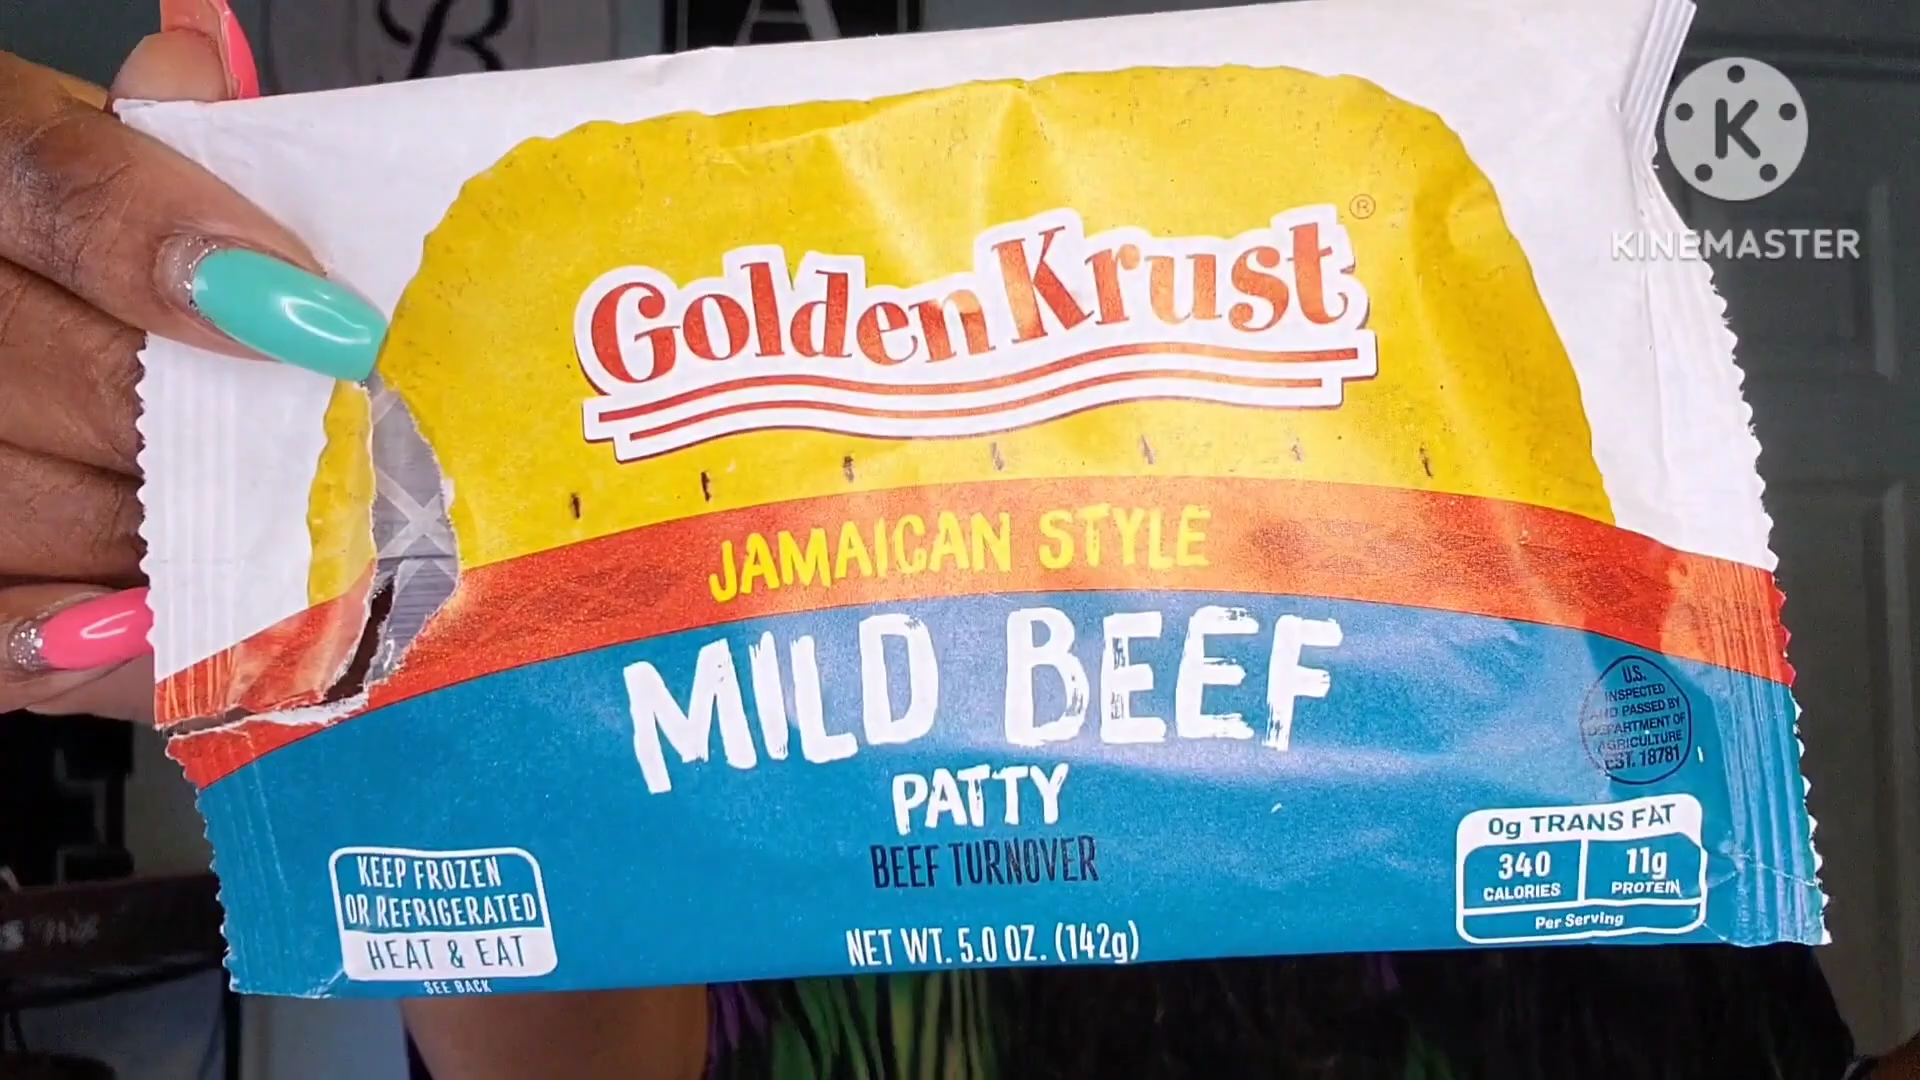 B
A
K
KINEMASTER
Golden Krust®
JAMAICAN STYLE
MILD BEEF
PATTY
BEEF TURNOVER
NET WT. 5.0 OZ. (142g)
KEEP FROZEN
OR REFRIGERATED
HEAT & EAT
SEE BACK
U.S.
INSPECTED
AND PASSED BY
DEPARTMENT OF
AGRICULTURE
EST. 18781
0g TRANS FAT
340
CALORIES
11g
PROTEIN
Per Serving